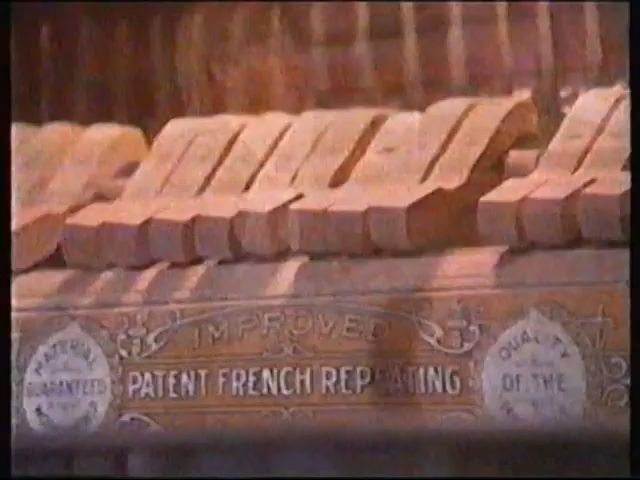 IMPROVED
MATERIAL
GUARANTEED
PATENT FRENCH REPEATING
QUALITY
OF THE